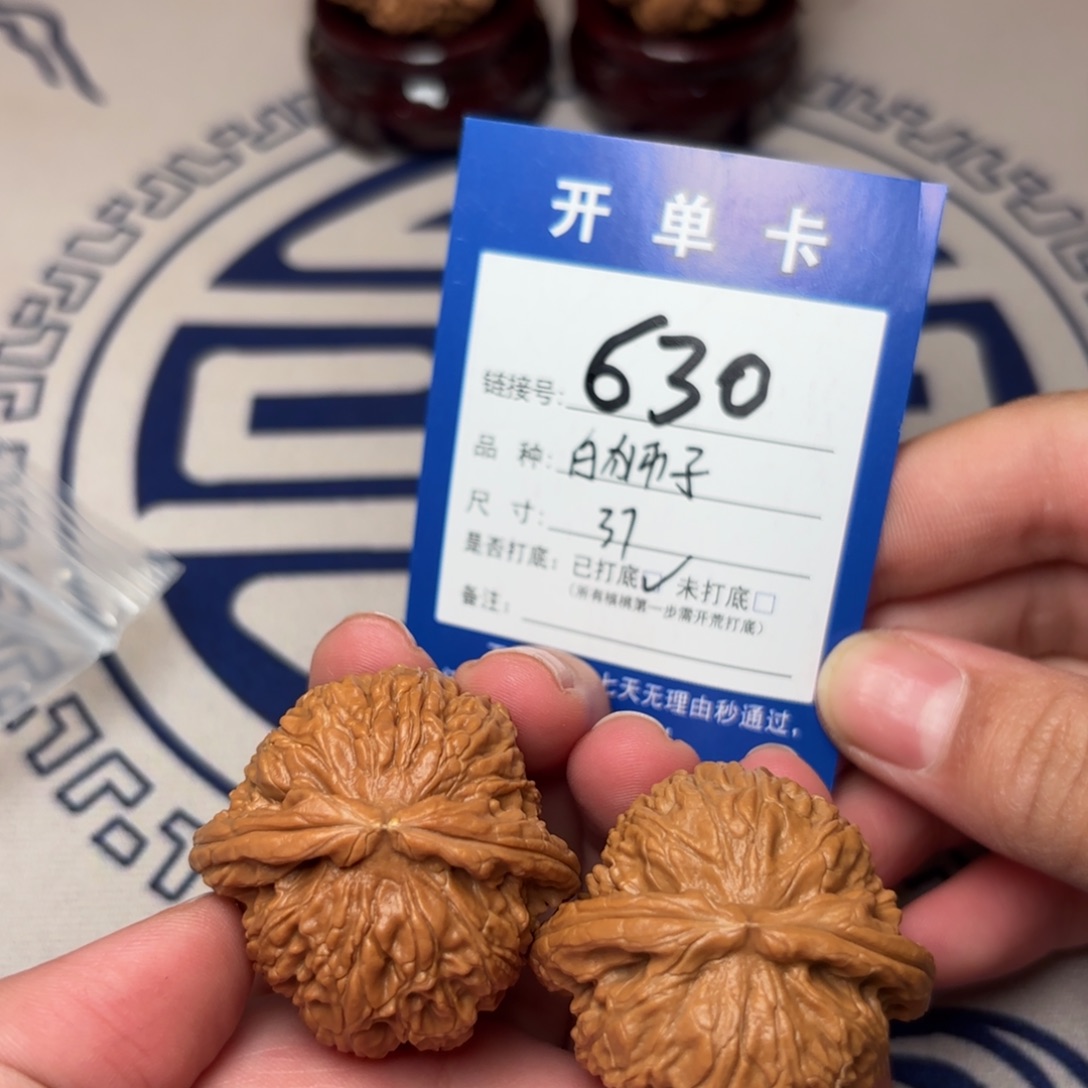 开单卡
链接号: 630
品 种: 白狮子
尺 寸: 37
是否打底: 已打底☑ 未打底□
(所有核桃第一步需开荒打底)
备注:
七天无理由秒通过,